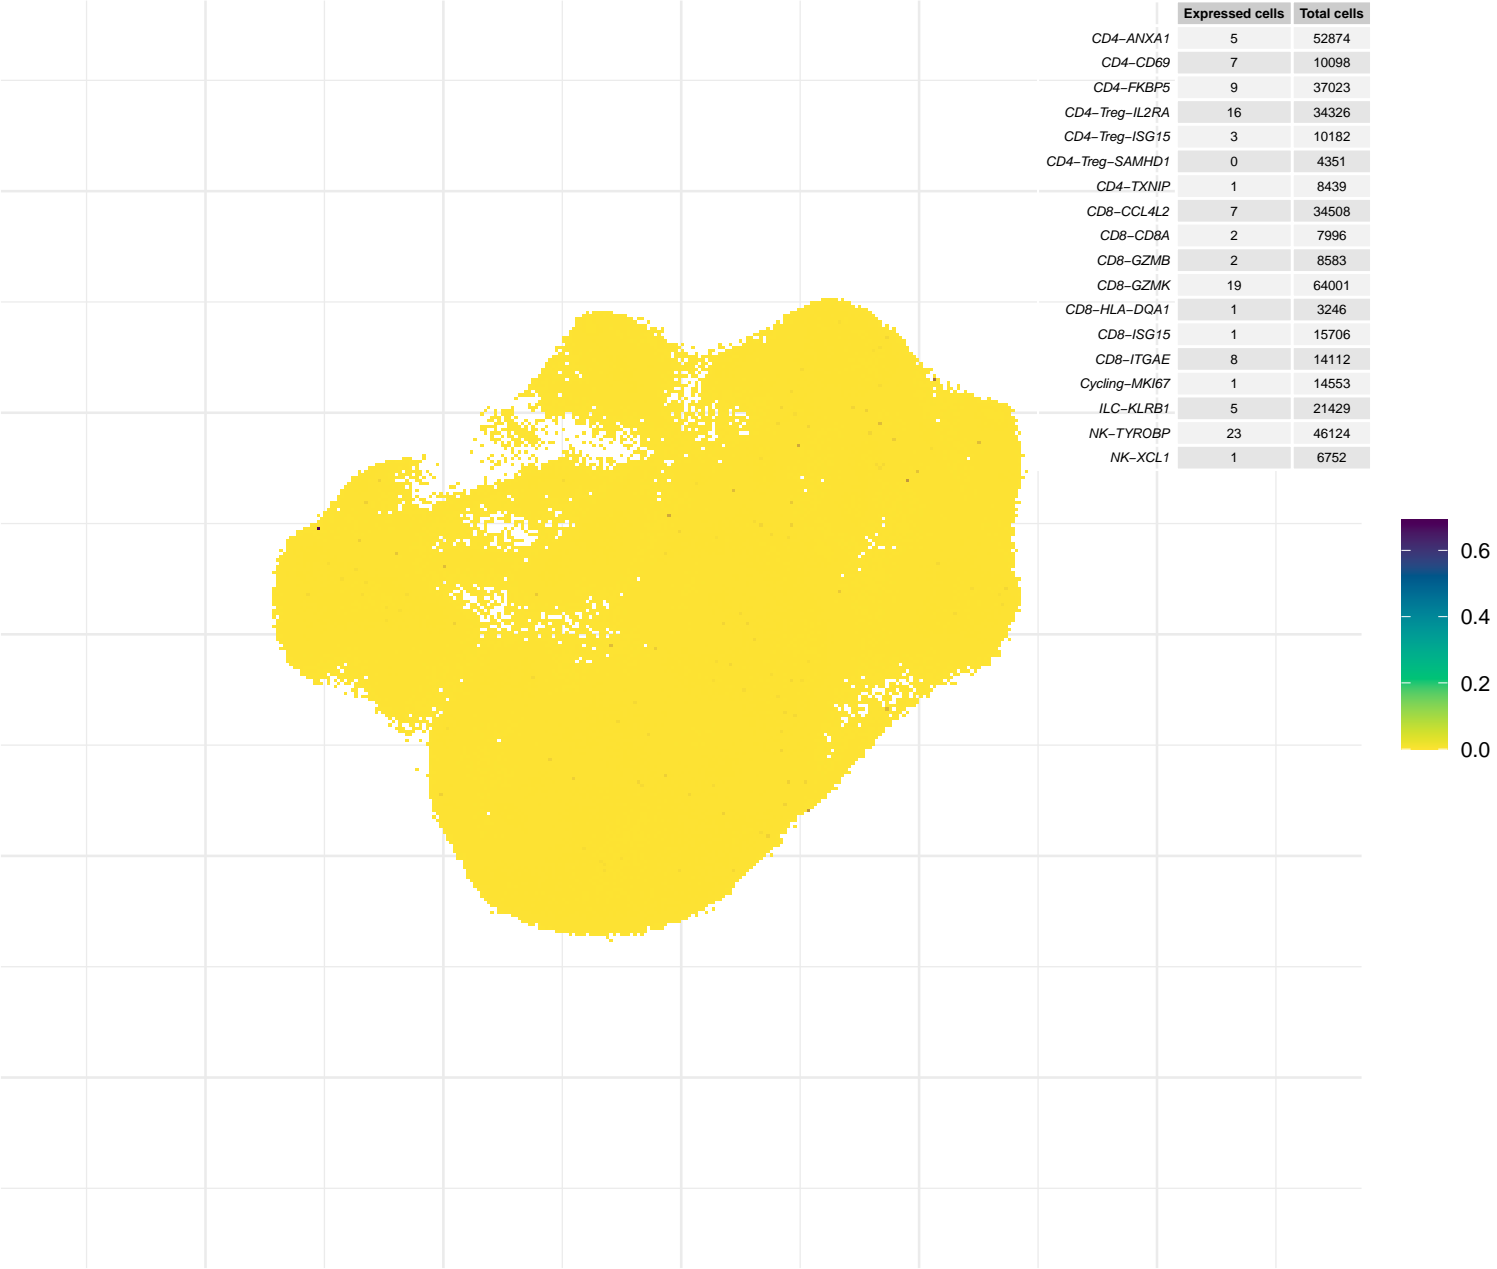 Expressed cells Total cells
CD4−ANXA1 5 52874
CD4−CD69 7 10098
CD4−FKBP5 9 37023
CD4−Treg−IL2RA 16 34326
CD4−Treg−ISG15 3 10182
CD4−Treg−SAMHD1 0 4351
CD4−TXNIP 1 8439
CD8−CCL4L2 7 34508
CD8−CD8A 2 7996
CD8−GZMB 2 8583
CD8−GZMK 19 64001
CD8−HLA−DQA1 1 3246
CD8−ISG15 1 15706
CD8−ITGAE 8 14112
Cycling−MKI67 1 14553
ILC−KLRB1 5 21429
NK−TYROBP 23 46124
NK−XCL1 1 6752
0.6
0.4
0.2
0.0